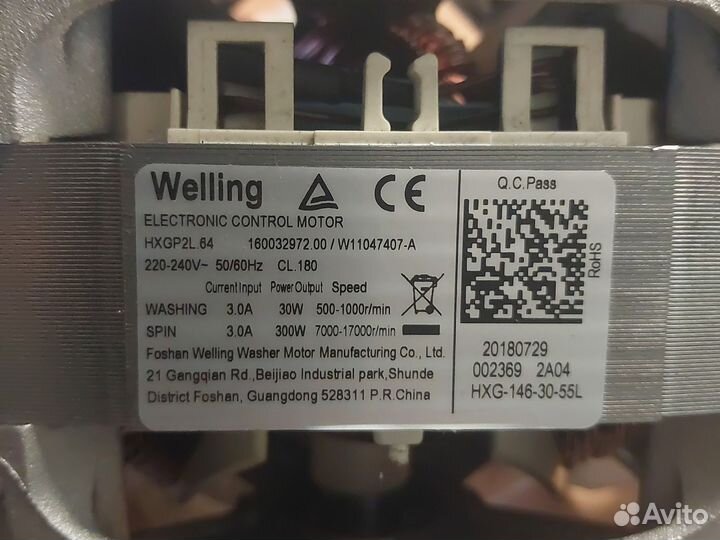 Welling CE
ELECTRONIC CONTROL MOTOR
HXGP2L.64 160032972.00 / W11047407-A
220-240V~ 50/60Hz CL.180
Current Input Power Output Speed
WASHING 3.0A 30W 500-1000r/min
SPIN 3.0A 300W 7000-17000r/min
Foshan Welling Washer Motor Manufacturing Co., Ltd.
21 Gangqian Rd.,Beijiao Industrial park,Shunde
District Foshan, Guangdong 528311 P.R.China
Q.C.Pass
RoHS
20180729
002369 2A04
HXG-146-30-55L
Avito